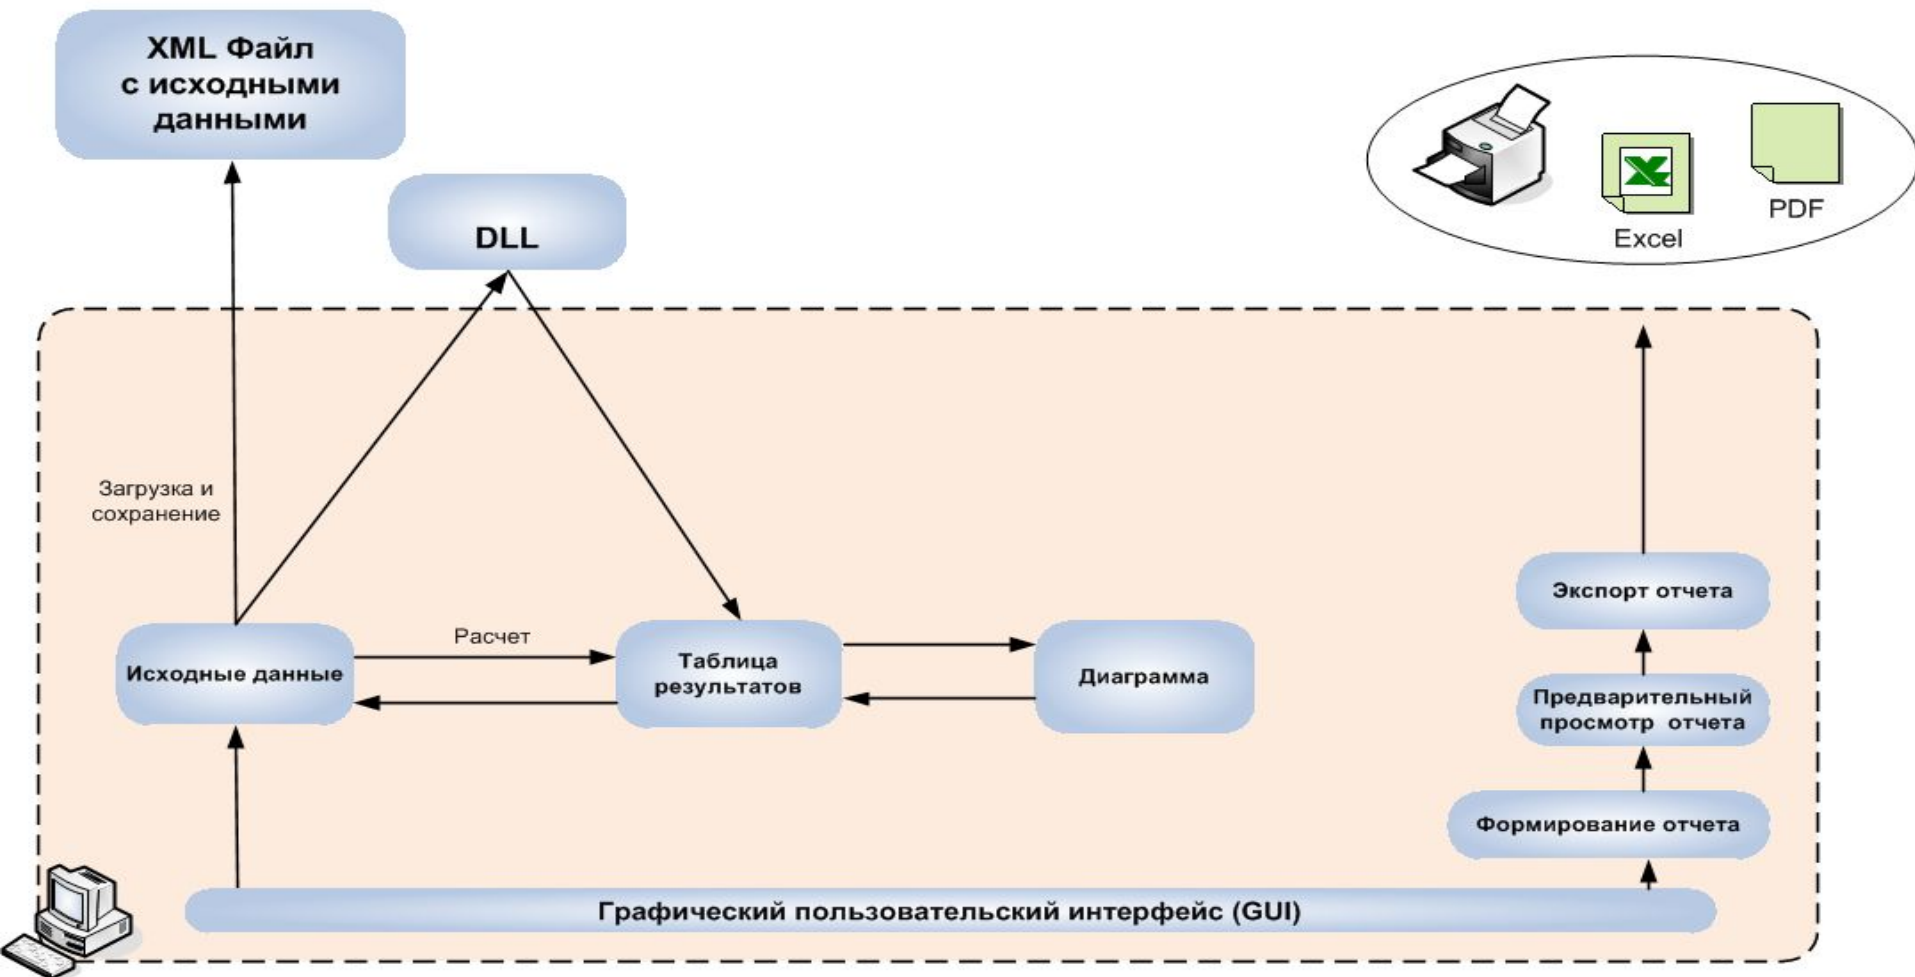 XML Файл
с исходными
данными
DLL
Excel
PDF
Загрузка и
сохранение
Расчет
Исходные данные
Таблица
результатов
Диаграмма
Экспорт отчета
Предварительный
просмотр отчета
Формирование отчета
Графический пользовательский интерфейс (GUI)